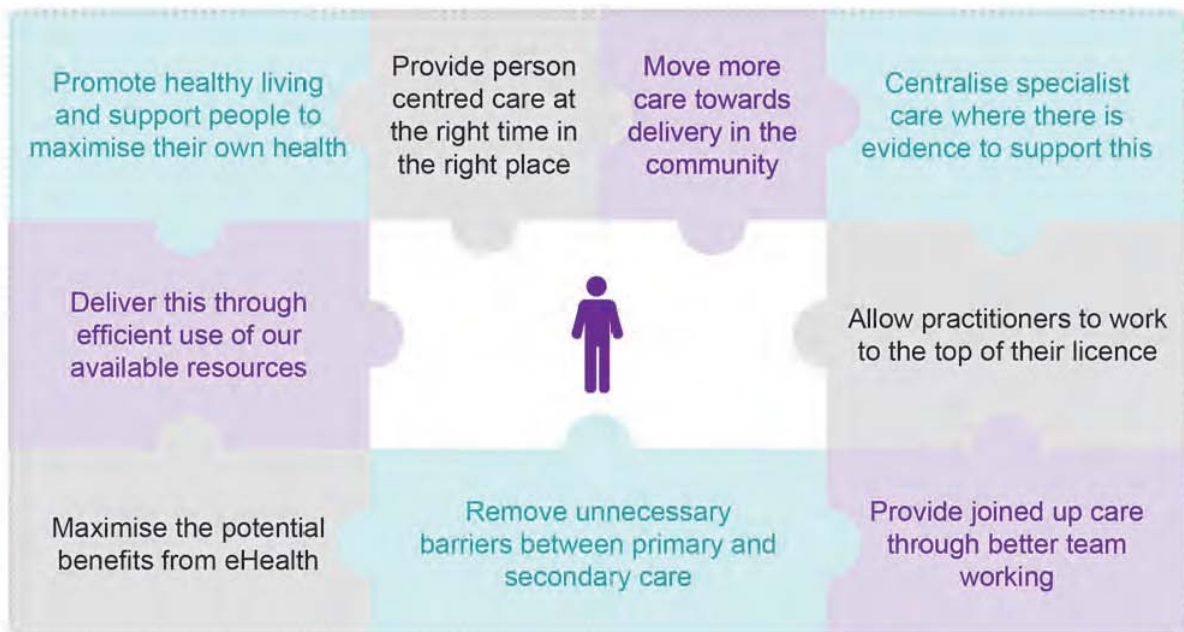 Promote healthy living
and support people to
maximise their own health
Provide person
centred care at
the right time in
the right place
Move more
care towards
delivery in the
community
Centralise specialist
care where there is
evidence to support this
Deliver this through
efficient use of our
available resources
Allow practitioners to work
to the top of their licence
Maximise the potential
benefits from eHealth
Remove unnecessary
barriers between primary and
secondary care
Provide joined up care
through better team
working